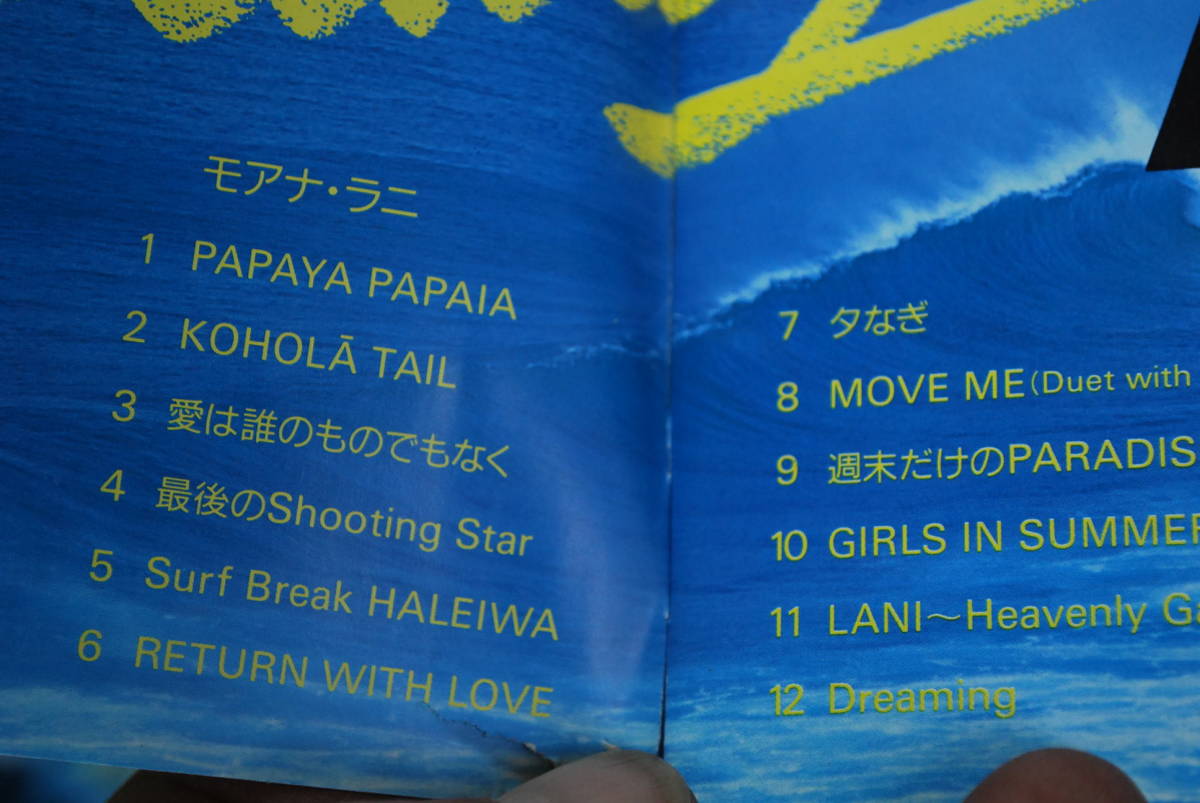 モアナ・ラニ
1 PAPAYA PAPAIA
2 KOHOLĀ TAIL
3 愛は誰のものでもなく
4 最後のShooting Star
5 Surf Break HALEIWA
6 RETURN WITH LOVE
7 夕なぎ
8 MOVE ME(Duet with
9 週末だけのPARADIS
10 GIRLS IN SUMMER
11 LANI～Heavenly Ga
12 Dreaming